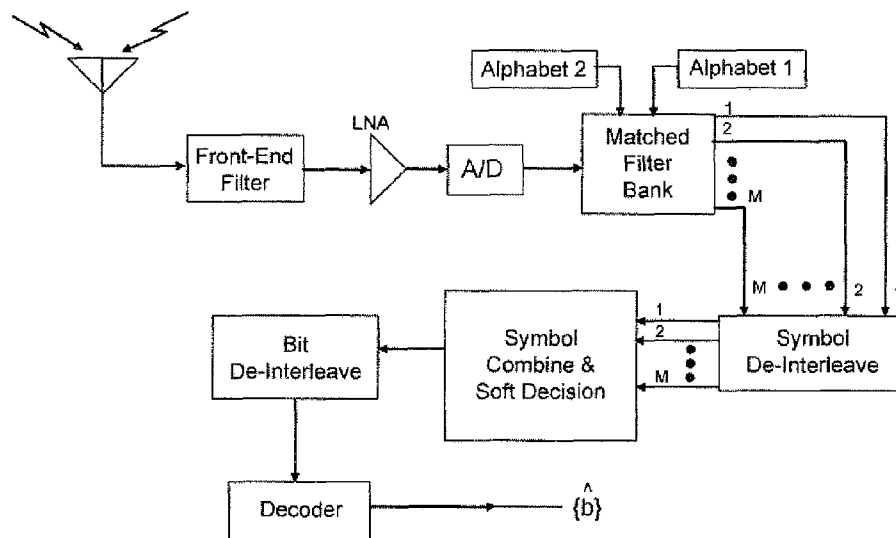 Alphabet 2
Alphabet 1
LNA
Front-End
Filter
A/D
Matched
Filter
Bank
1
2
M
M
2
1
2
M
Symbol
De-Interleave
Symbol
Combine &
Soft Decision
Bit
De-Interleave
Decoder
{b̂}